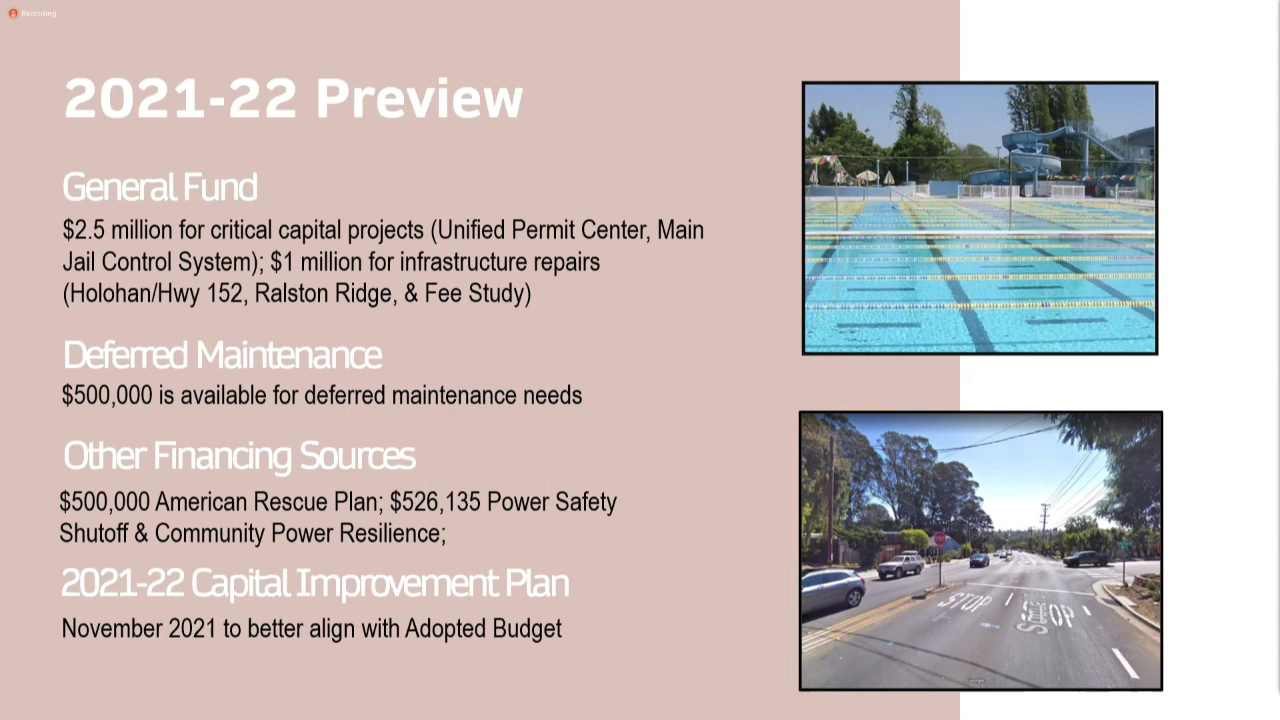 Recording
2021-22 Preview
General Fund
$2.5 million for critical capital projects (Unified Permit Center, Main
Jail Control System); $1 million for infrastructure repairs
(Holohan/Hwy 152, Ralston Ridge, & Fee Study)
Deferred Maintenance
$500,000 is available for deferred maintenance needs
Other Financing Sources
$500,000 American Rescue Plan; $526,135 Power Safety
Shutoff & Community Power Resilience;
2021-22 Capital Improvement Plan
November 2021 to better align with Adopted Budget
STOP